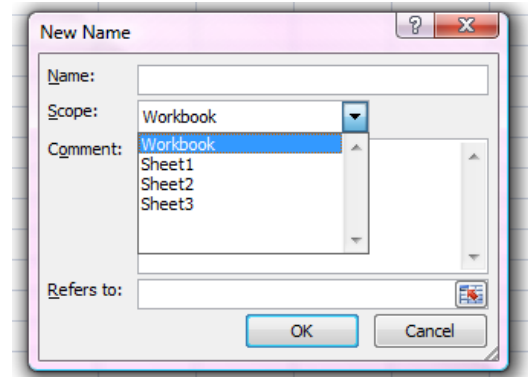 New Name
Name:
Scope:
Workbook
Workbook
Sheet1
Sheet2
Sheet3
Comment:
Refers to:
OK
Cancel